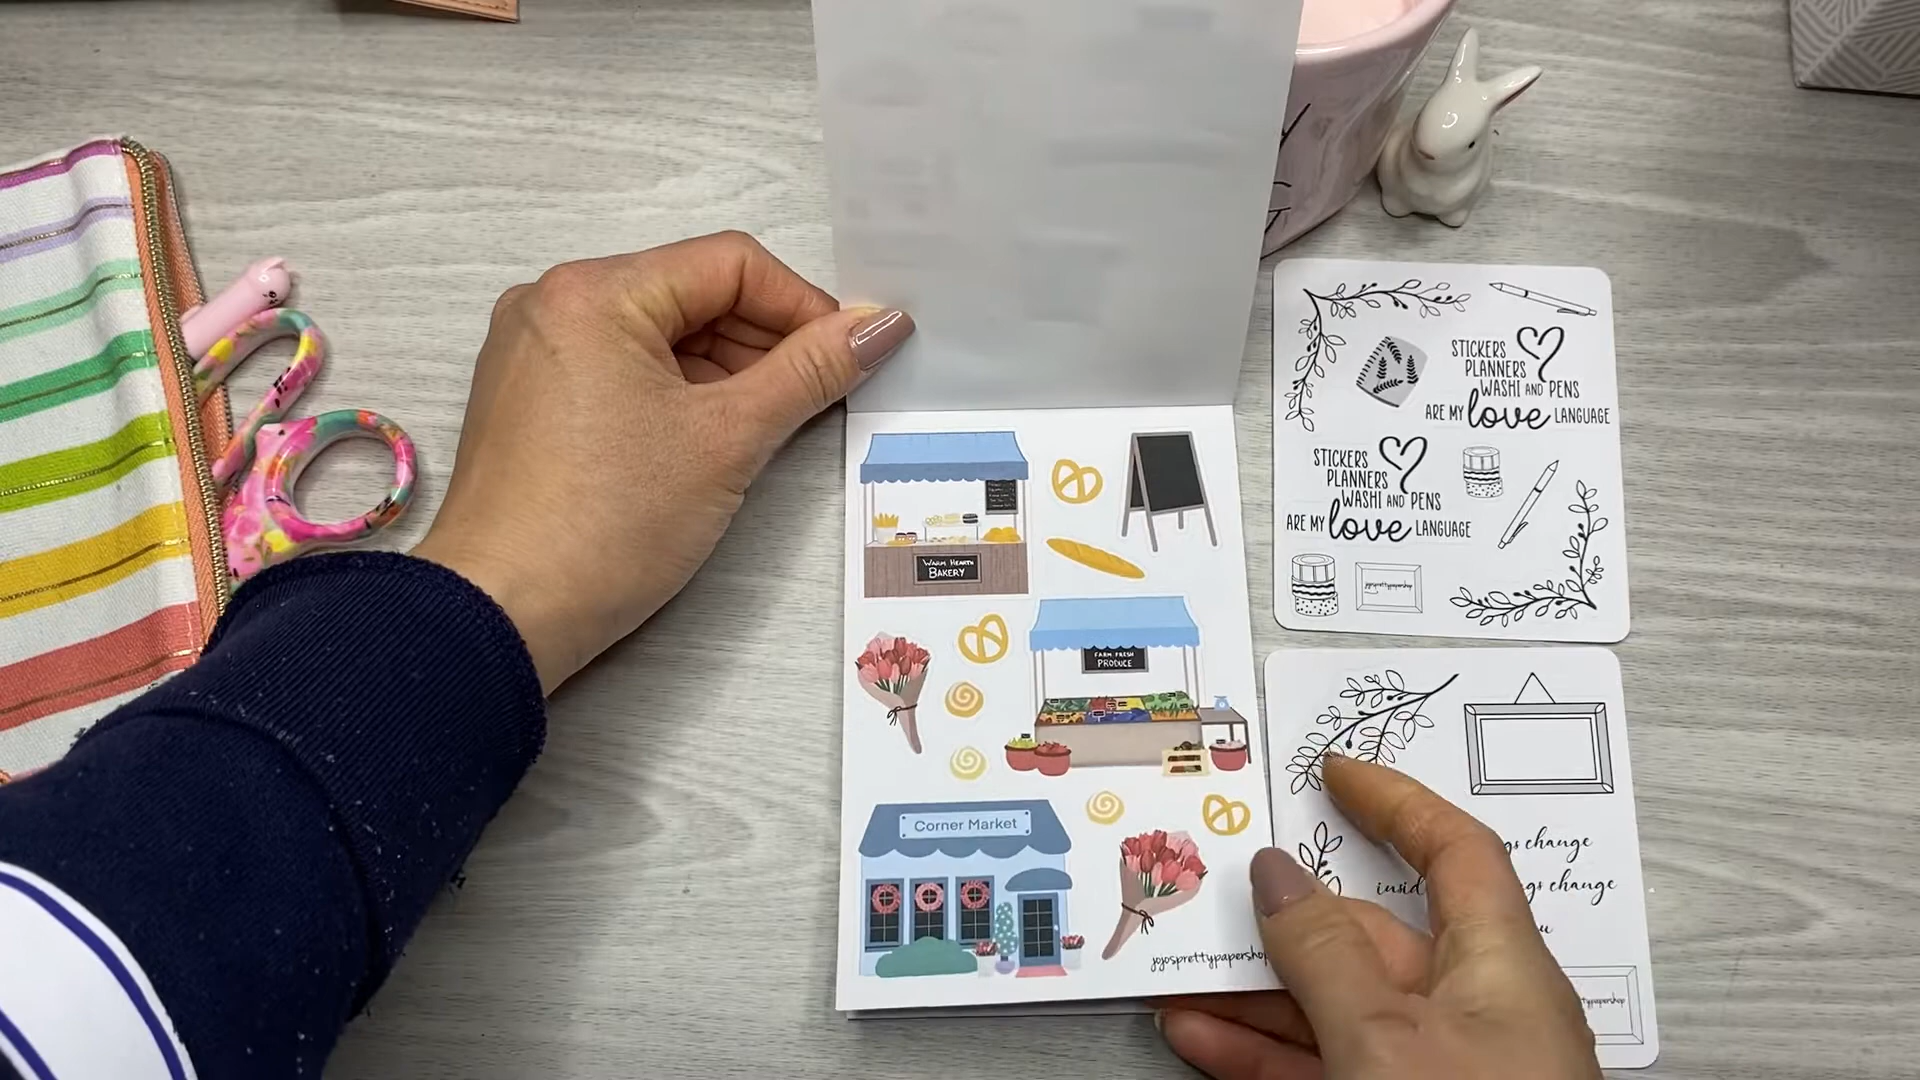 WARM HEARTH
BAKERY
FARM FRESH
PRODUCE
Corner Market
jojosprettypapershop
STICKERS
PLANNERS
WASHI AND PENS
ARE MY love LANGUAGE
STICKERS
PLANNERS
WASHI AND PENS
ARE MY love LANGUAGE
jojosprettypapershop
change
change